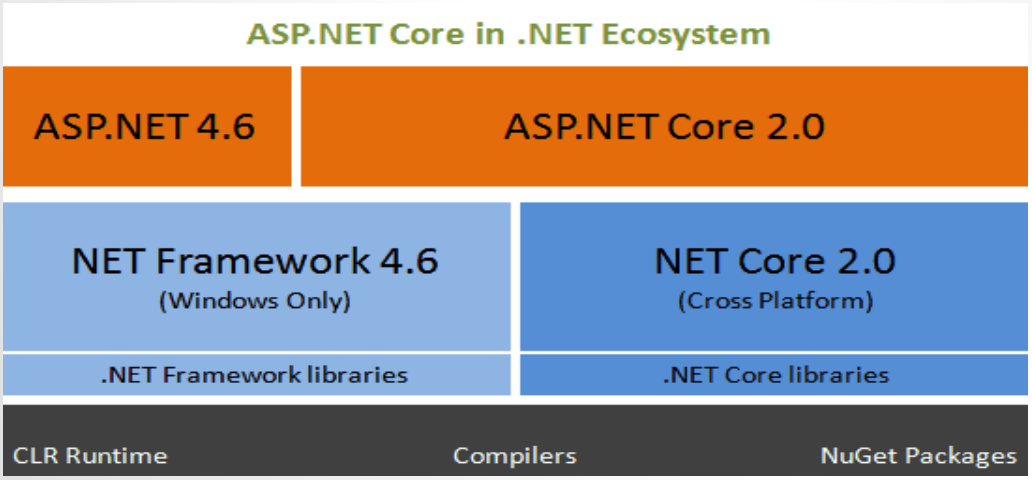 ASP.NET Core in .NET Ecosystem
ASP.NET 4.6
ASP.NET Core 2.0
NET Framework 4.6
(Windows Only)
NET Core 2.0
(Cross Platform)
.NET Framework libraries
.NET Core libraries
CLR Runtime
Compilers
NuGet Packages